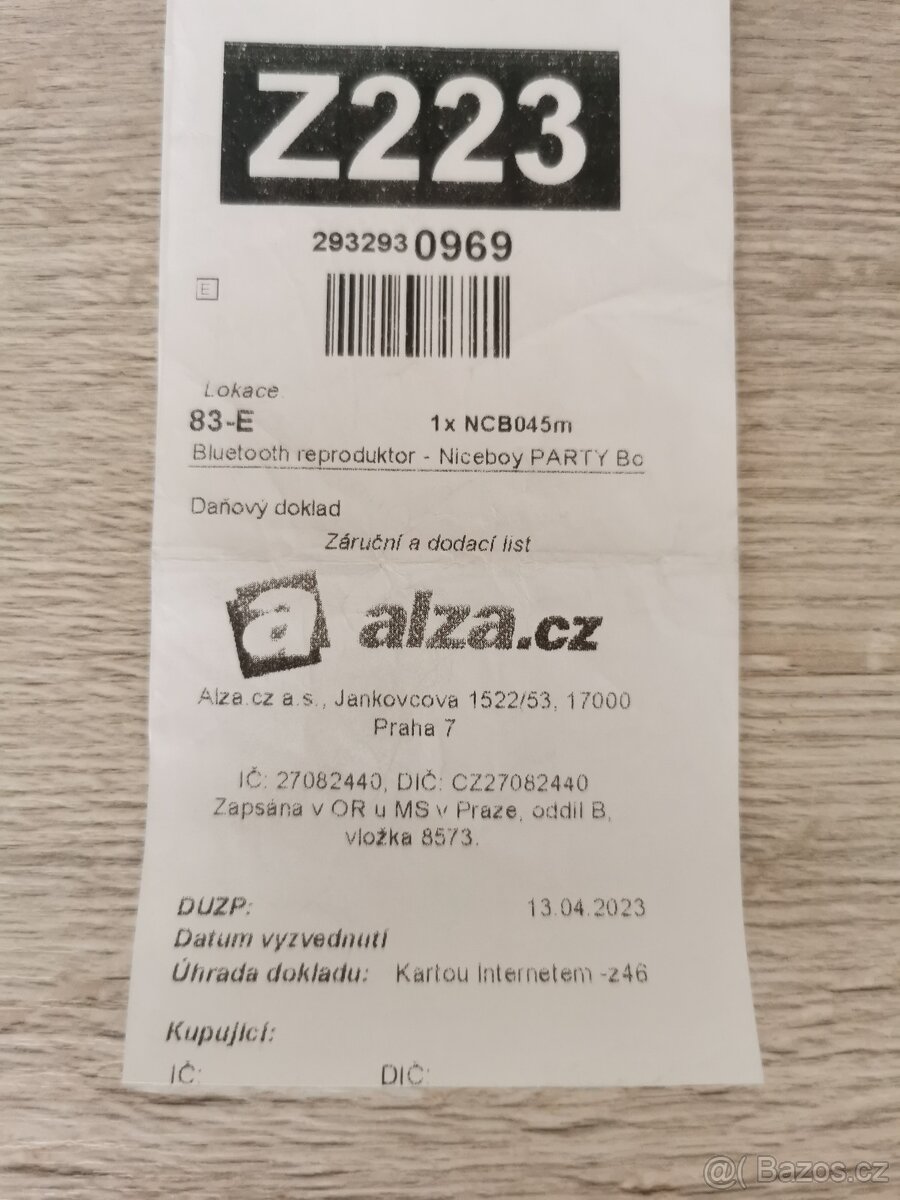 Z223
293293 0969
E
Lokace
83-E 1x NCB045m
Bluetooth reproduktor - Niceboy PARTY Bo
Daňový doklad
Záruční a dodací list
a alza.cz
Alza.cz a.s., Jankovcova 1522/53, 17000
Praha 7
IČ: 27082440, DIČ: CZ27082440
Zapsána v OR u MS v Praze, oddíl B,
vložka 8573.
DUZP: 13.04.2023
Datum vyzvednutí
Úhrada dokladu: Kartou Internetem -z46
Kupující:
IČ: DIČ:
@( Bazos.cz